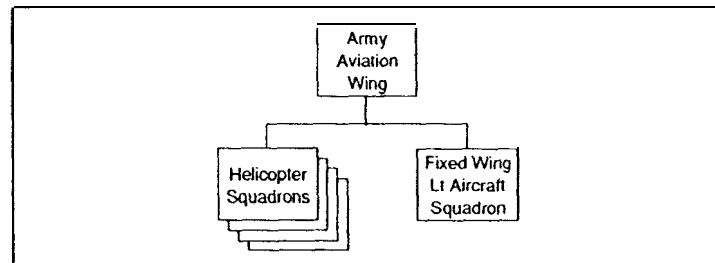 Army
Aviation
Wing
Helicopter
Squadrons
Fixed Wing
Lt Aircraft
Squadron